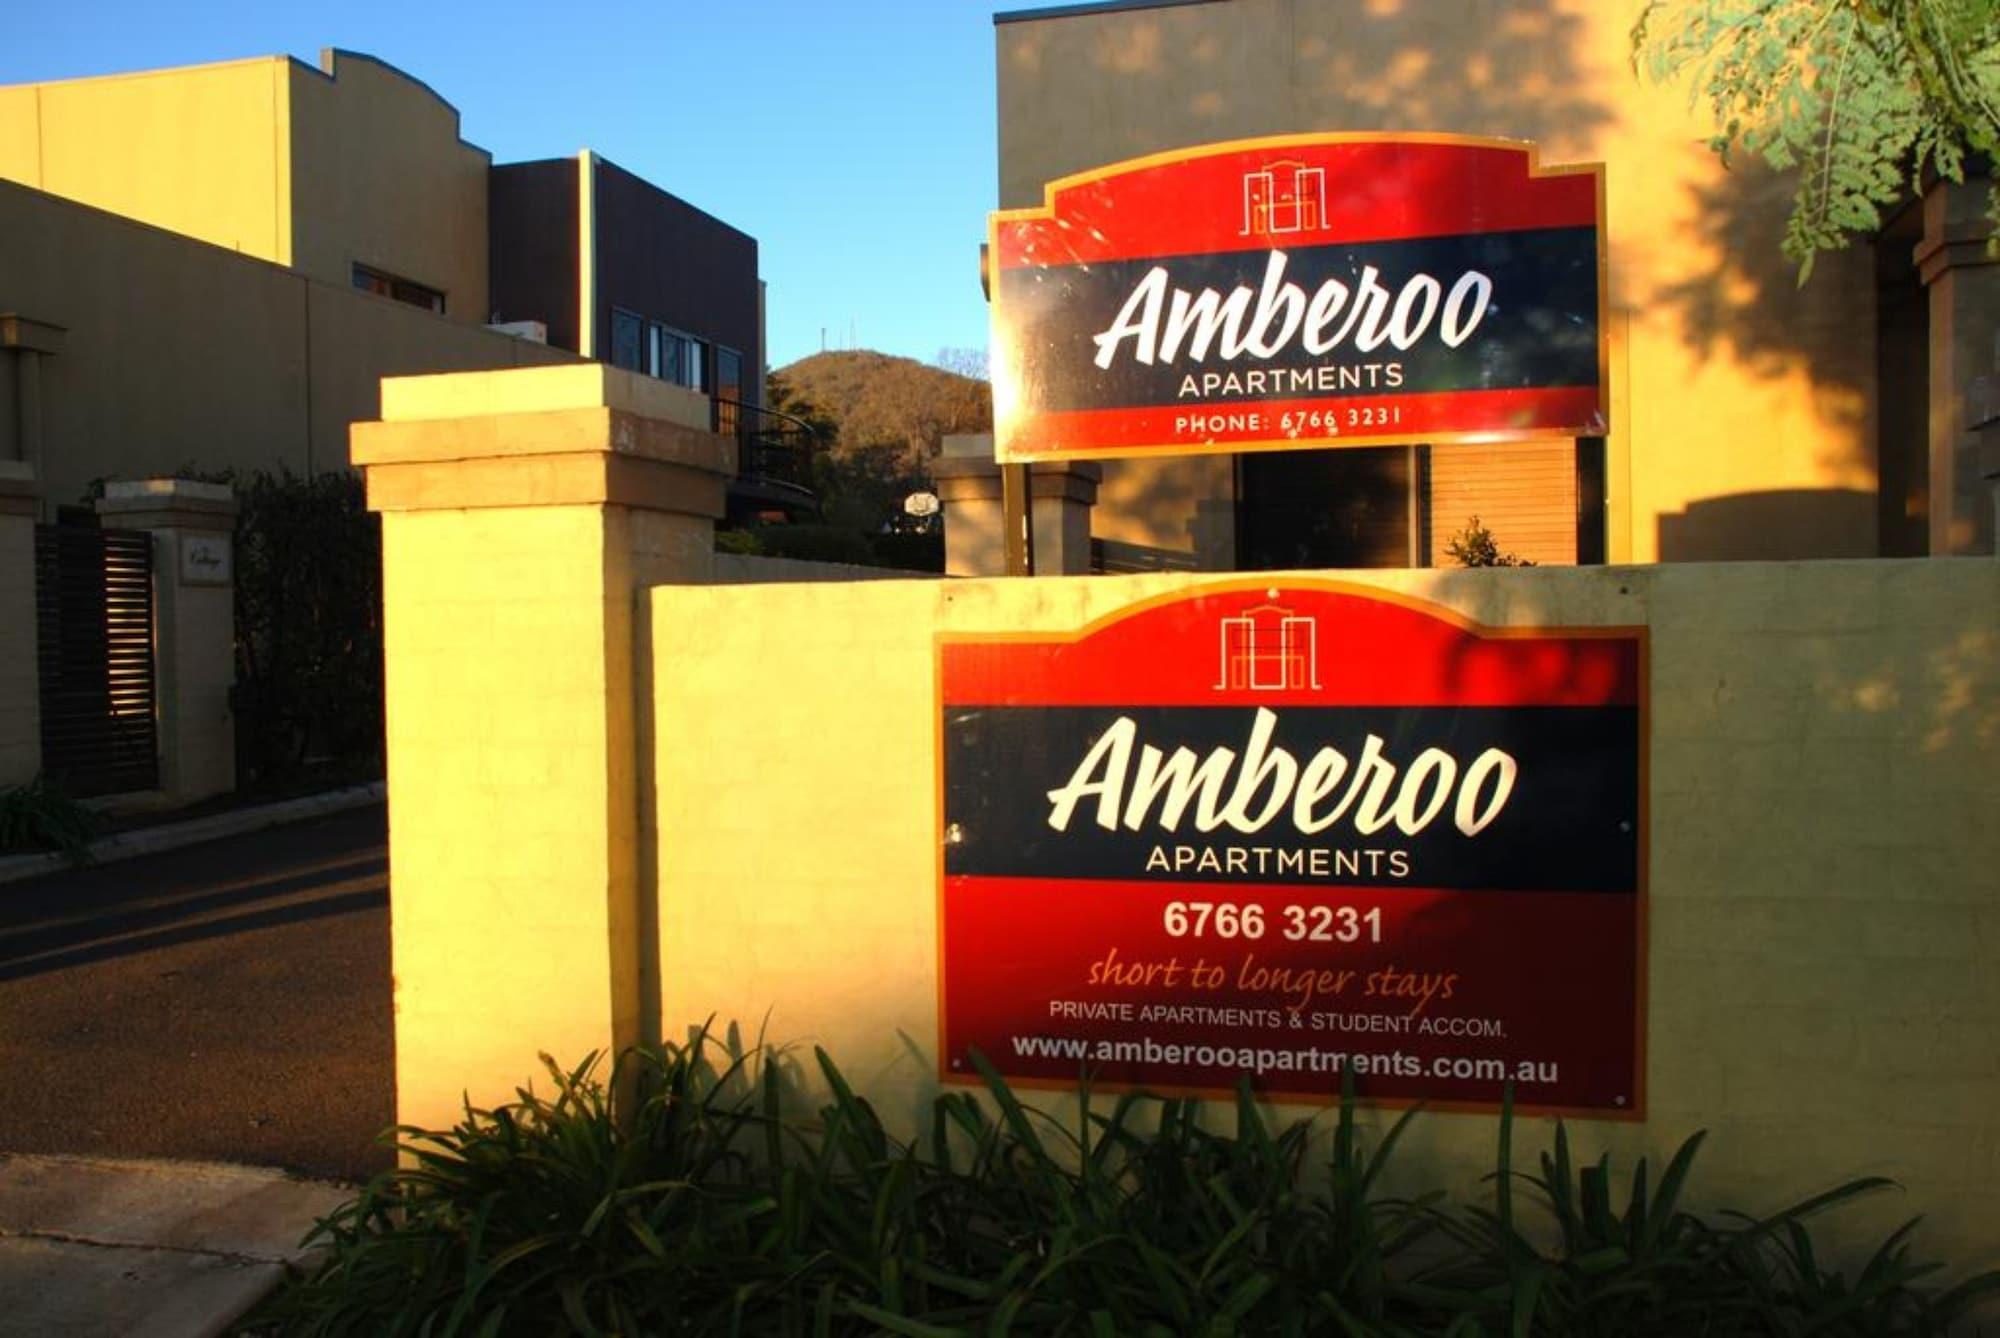 Amberoo
APARTMENTS
PHONE: 6766 3231
Amberoo
APARTMENTS
6766 3231
short to longer stays
PRIVATE APARTMENTS & STUDENT ACCOM.
www.amberooapartments.com.au